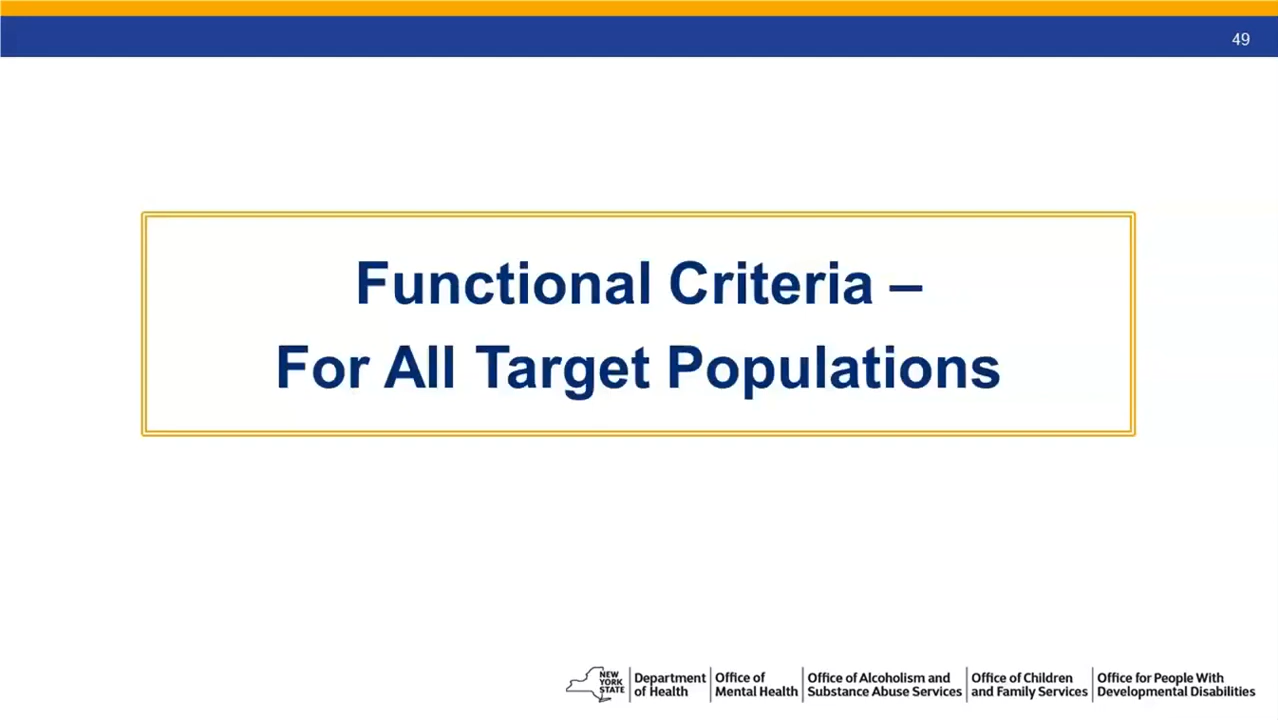 49
Functional Criteria –
For All Target Populations
NEW
YORK
STATE
Department
of Health
Office of
Mental Health
Office of Alcoholism and
Substance Abuse Services
Office of Children
and Family Services
Office for People With
Developmental Disabilities